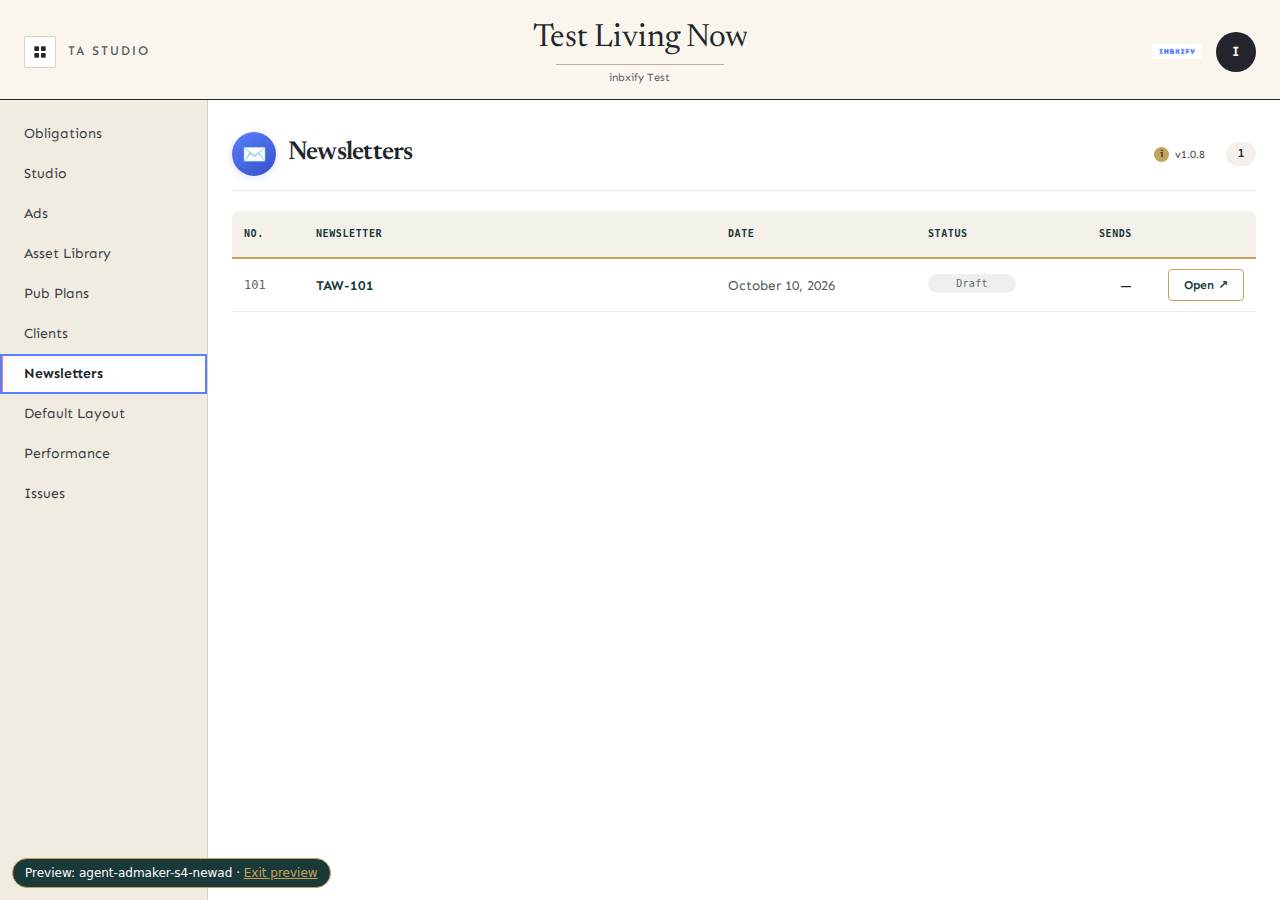 TA STUDIO
Test Living Now
inbxify Test
INBXIFY
I
Obligations
Studio
Ads
Asset Library
Pub Plans
Clients
Newsletters
Default Layout
Performance
Issues
Newsletters
i v1.0.8 1
NO. NEWSLETTER DATE STATUS SENDS
101 TAW-101 October 10, 2026 Draft — Open ↗
Preview: agent-admaker-s4-newad · Exit preview